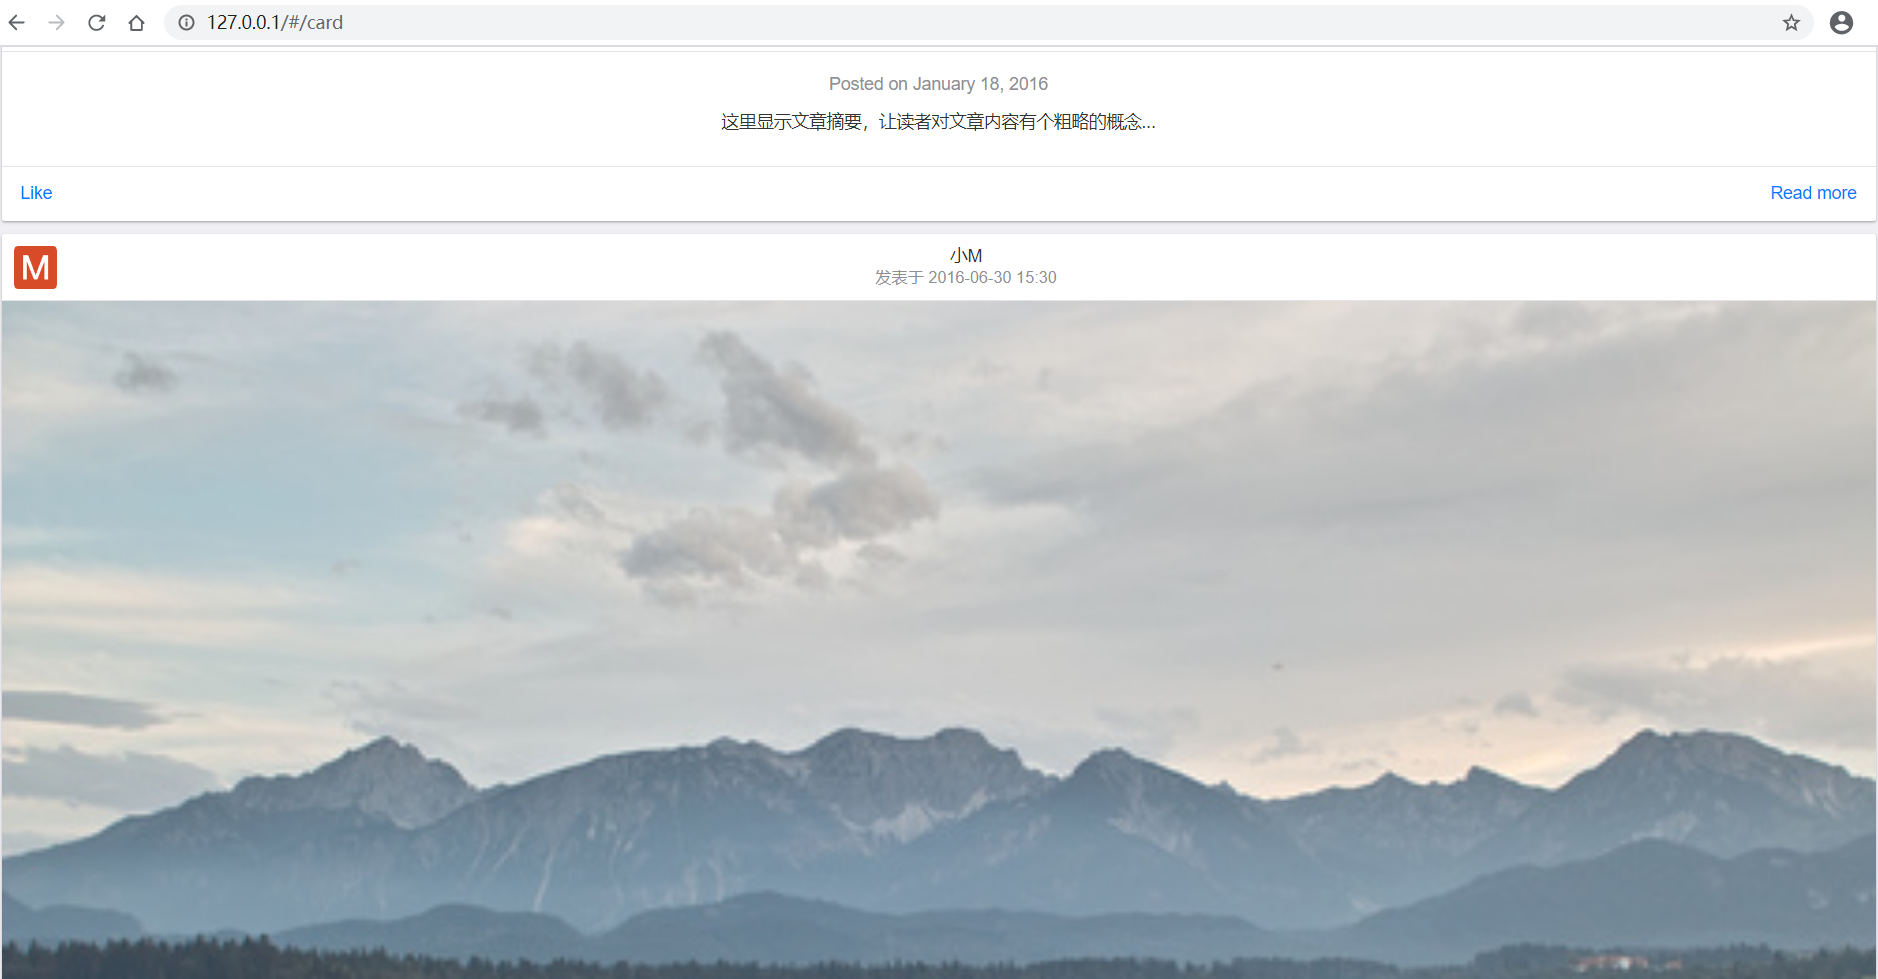 127.0.0.1/#/card
Posted on January 18, 2016
这里显示文章摘要，让读者对文章内容有个粗略的概念...
Like
Read more
M
小M
发表于 2016-06-30 15:30